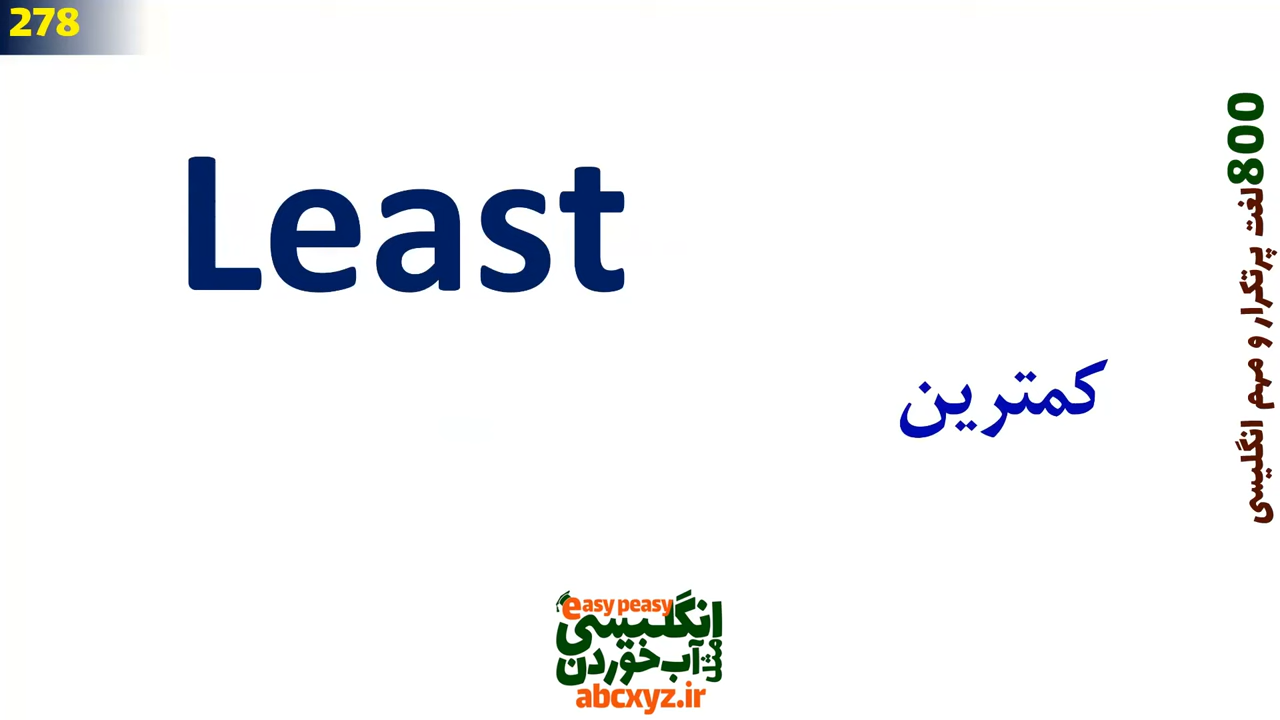 278
Least
کمترین
800 لغت پرتکرار و مهم انگلیسی
easy peasy
انگلیسی
مثل آب خوردن
abcxyz.ir